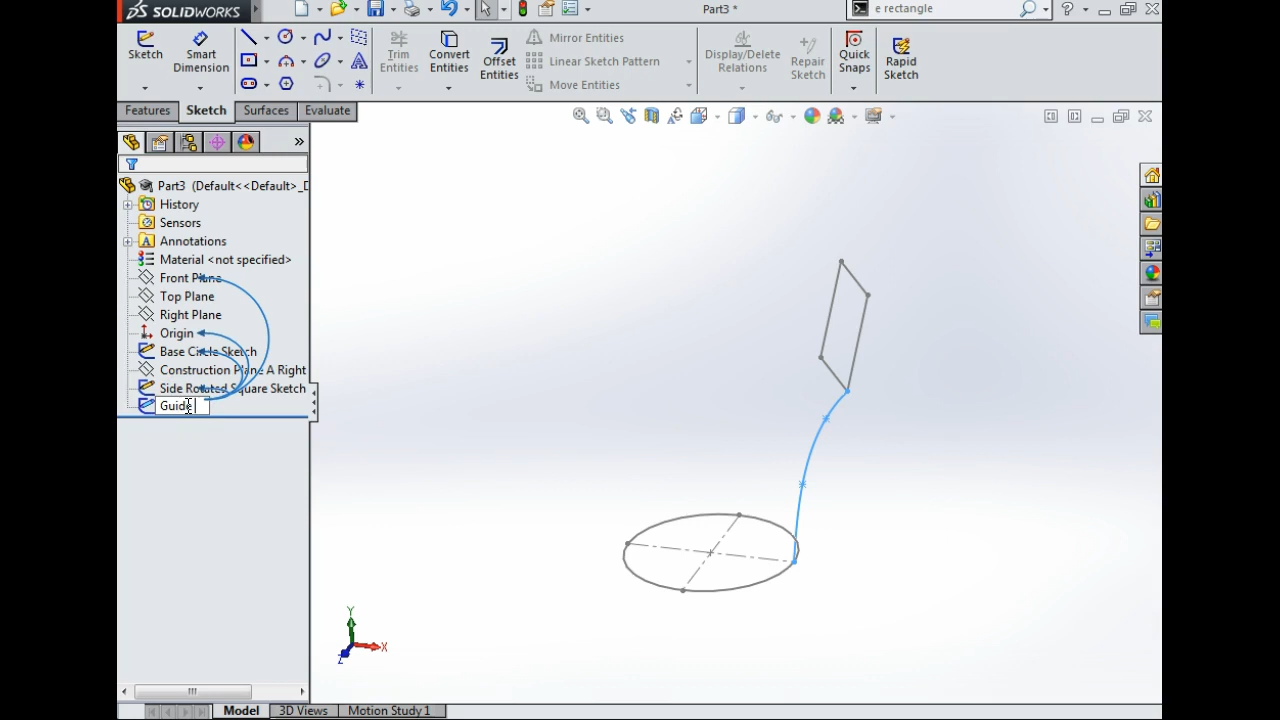 SOLIDWORKS
Part3 *
e rectangle
Sketch
Smart Dimension
Trim Entities
Convert Entities
Offset Entities
Mirror Entities
Linear Sketch Pattern
Move Entities
Display/Delete Relations
Repair Sketch
Quick Snaps
Rapid Sketch
Features
Sketch
Surfaces
Evaluate
Part3 (Default<<Default>_D
History
Sensors
Annotations
Material <not specified>
Front Plane
Top Plane
Right Plane
Origin
Base Circle Sketch
Construction Plane A Right
Side Rotated Square Sketch
Guide
Y
X
Z
Model
3D Views
Motion Study 1